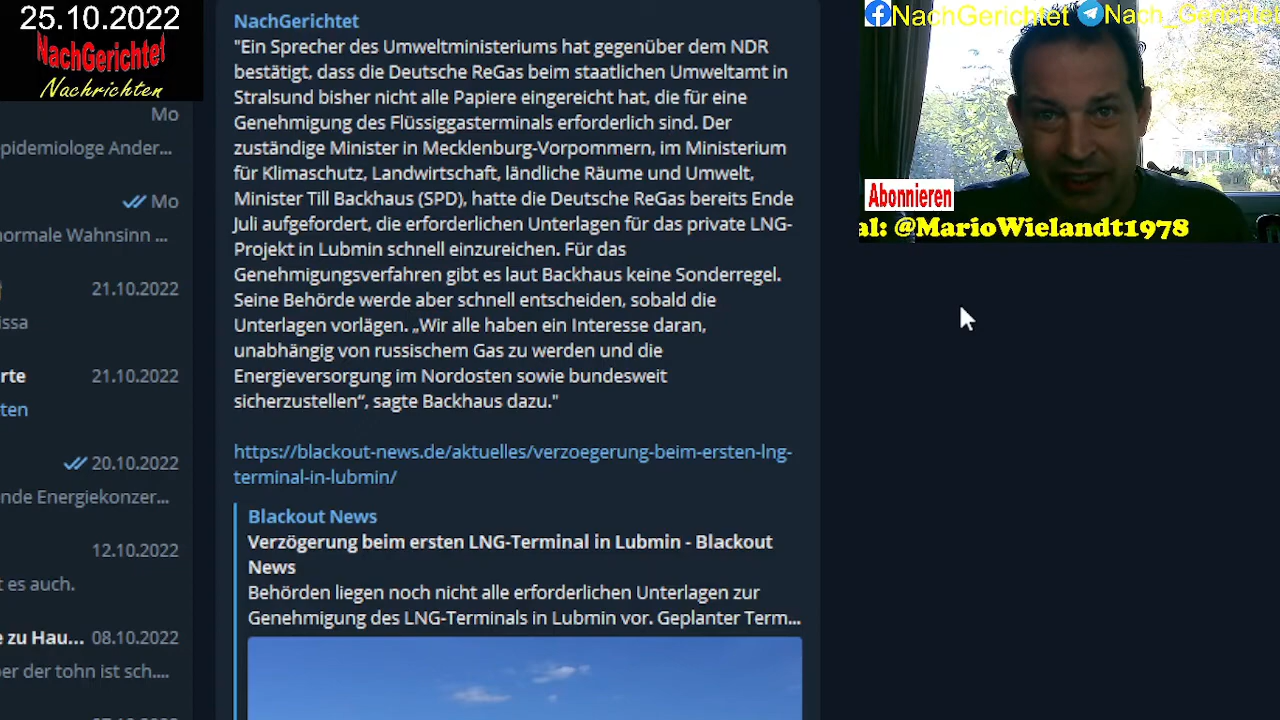 25.10.2022
NachGerichtet
Nachrichten
Mo
pidemiologe Ander...
Mo
normale Wahnsinn ...
21.10.2022
issa
rte 21.10.2022
ten
20.10.2022
nde Energiekonzer...
12.10.2022
t es auch.
e zu Hau... 08.10.2022
ber der tohn ist sch....
NachGerichtet
"Ein Sprecher des Umweltministeriums hat gegenüber dem NDR
bestätigt, dass die Deutsche ReGas beim staatlichen Umweltamt in
Stralsund bisher nicht alle Papiere eingereicht hat, die für eine
Genehmigung des Flüssiggasterminals erforderlich sind. Der
zuständige Minister in Mecklenburg-Vorpommern, im Ministerium
für Klimaschutz, Landwirtschaft, ländliche Räume und Umwelt,
Minister Till Backhaus (SPD), hatte die Deutsche ReGas bereits Ende
Juli aufgefordert, die erforderlichen Unterlagen für das private LNG-
Projekt in Lubmin schnell einzureichen. Für das
Genehmigungsverfahren gibt es laut Backhaus keine Sonderregel.
Seine Behörde werde aber schnell entscheiden, sobald die
Unterlagen vorlägen. „Wir alle haben ein Interesse daran,
unabhängig von russischem Gas zu werden und die
Energieversorgung im Nordosten sowie bundesweit
sicherzustellen“, sagte Backhaus dazu."
https://blackout-news.de/aktuelles/verzoegerung-beim-ersten-lng-
terminal-in-lubmin/
Blackout News
Verzögerung beim ersten LNG-Terminal in Lubmin - Blackout
News
Behörden liegen noch nicht alle erforderlichen Unterlagen zur
Genehmigung des LNG-Terminals in Lubmin vor. Geplanter Term...
NachGerichtet Nach_Gerichtet
Abonnieren
al: @MarioWielandt1978